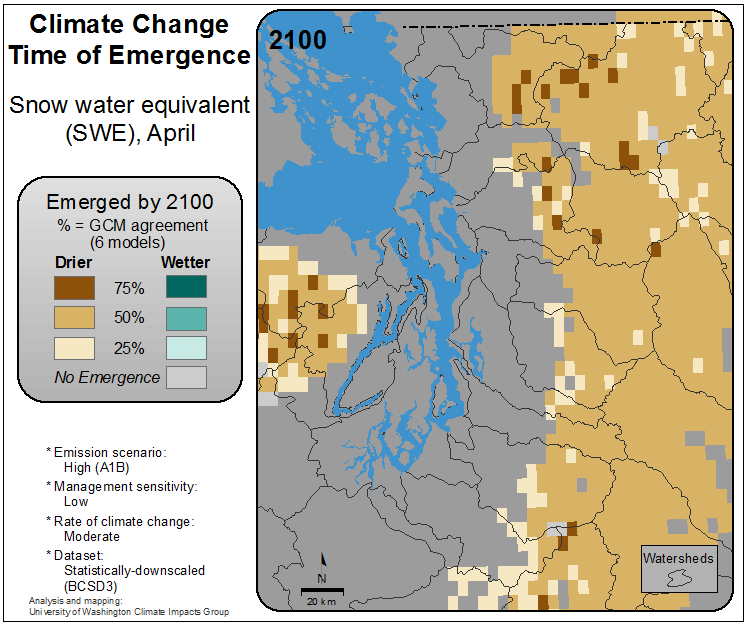 Climate Change
Time of Emergence
Snow water equivalent
(SWE), April
Emerged by 2100
% = GCM agreement
(6 models)
Drier Wetter
75%
50%
25%
No Emergence
* Emission scenario:
High (A1B)
* Management sensitivity:
Low
* Rate of climate change:
Moderate
* Dataset:
Statistically-downscaled
(BCSD3)
Analysis and mapping:
University of Washington Climate Impacts Group
2100
N
20 km
Watersheds